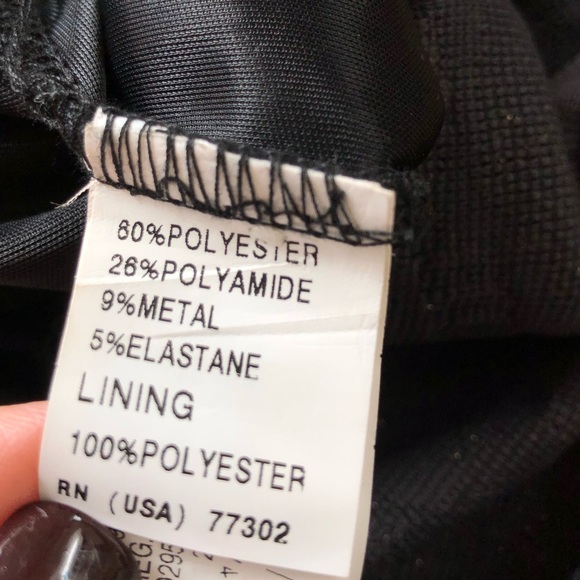 60%POLYESTER
26%POLYAMIDE
9%METAL
5%ELASTANE
LINING
100%POLYESTER
RN (USA) 77302